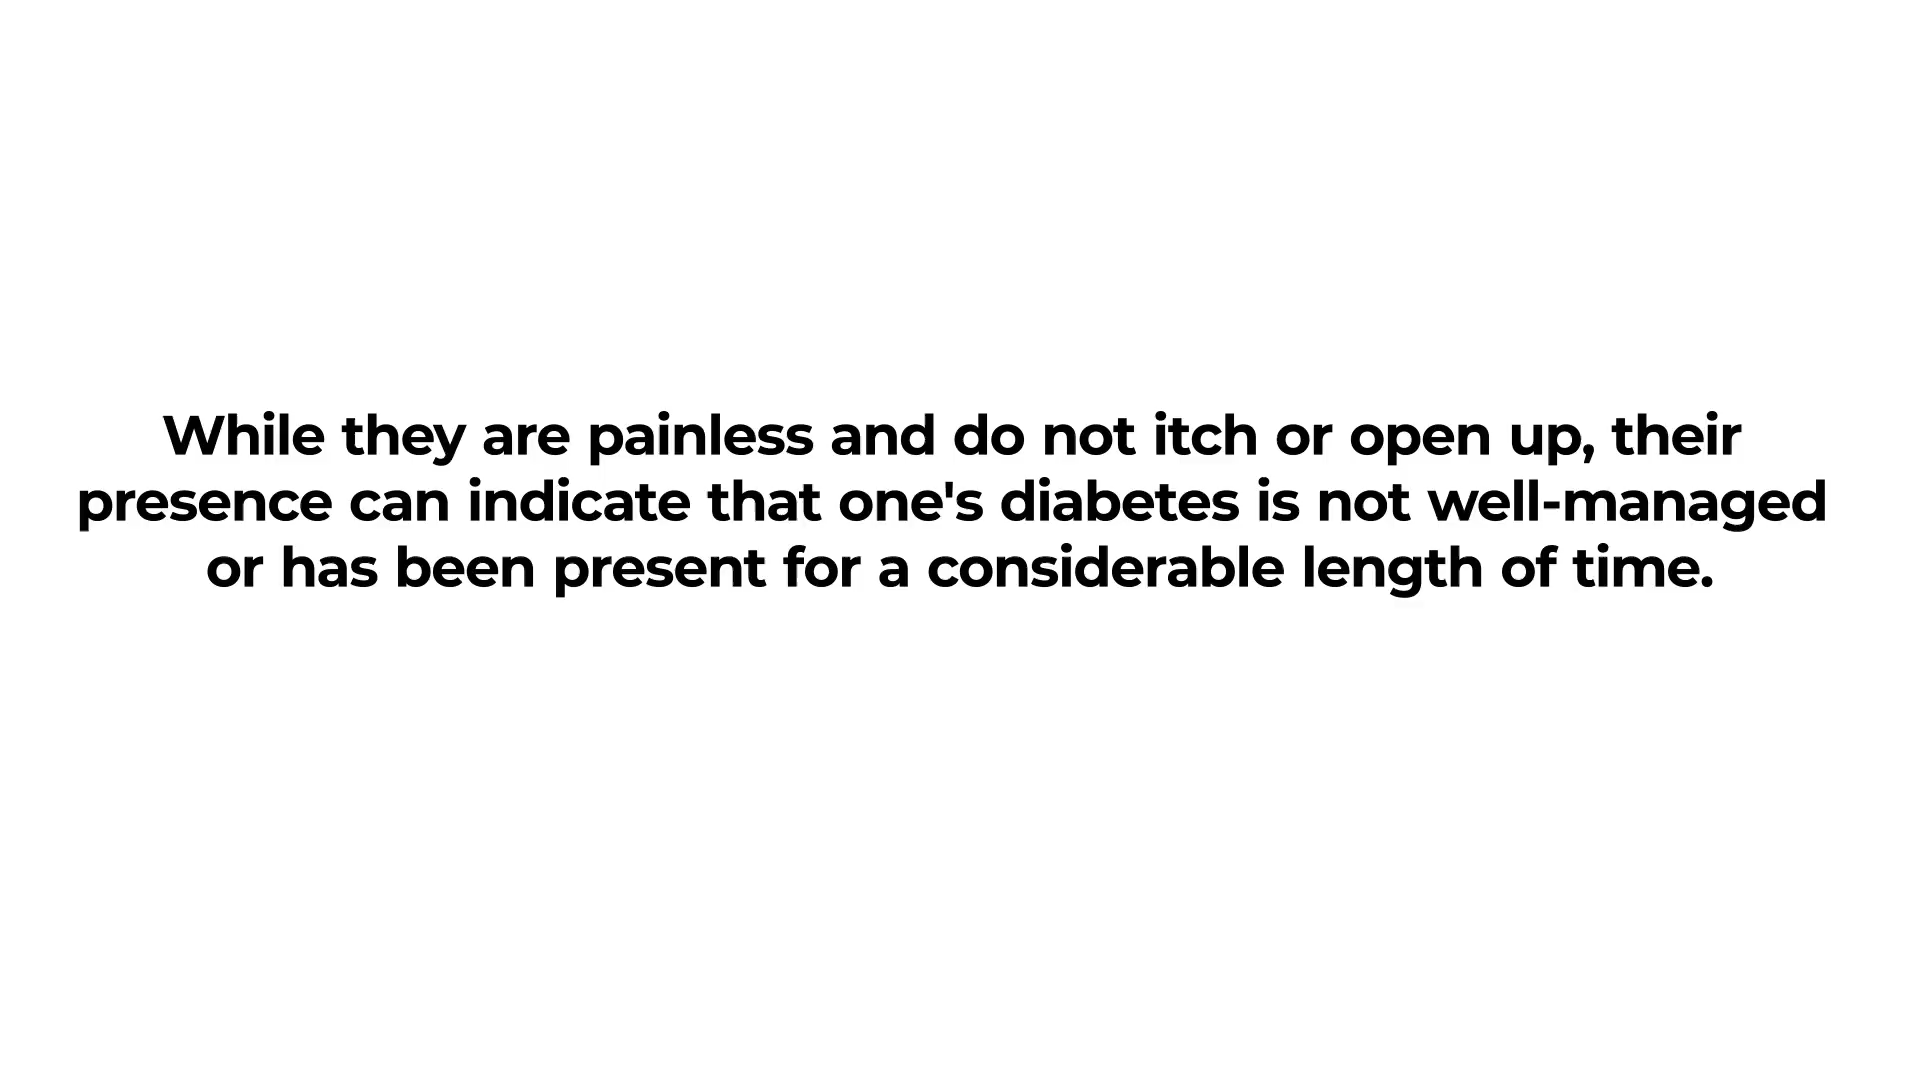 While they are painless and do not itch or open up, their
presence can indicate that one's diabetes is not well-managed
or has been present for a considerable length of time.